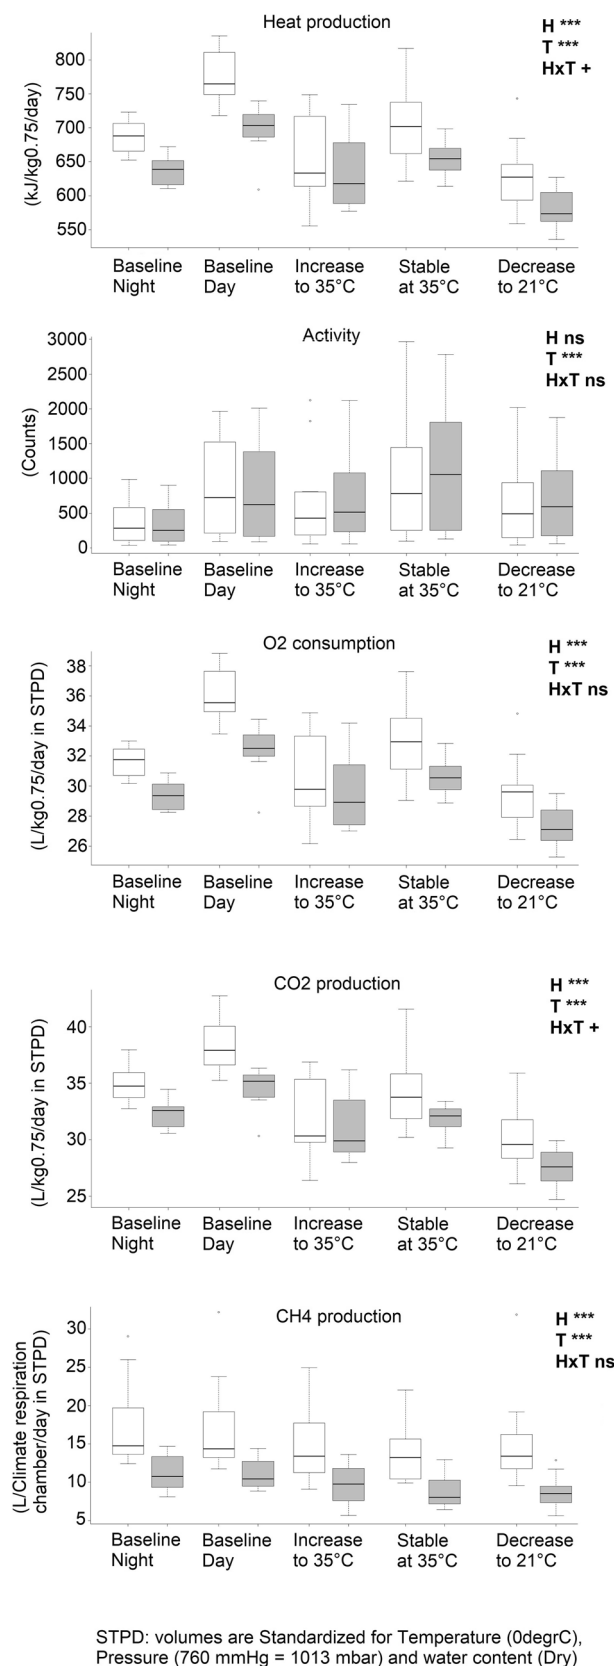 Heat production
H ***
T ***
HxT +
(kJ/kg0.75/day)
800
750
700
650
600
550
Baseline Night
Baseline Day
Increase to 35°C
Stable at 35°C
Decrease to 21°C
Activity
H ns
T ***
HxT ns
(Counts)
3000
2500
2000
1500
1000
500
0
Baseline Night
Baseline Day
Increase to 35°C
Stable at 35°C
Decrease to 21°C
O2 consumption
H ***
T ***
HxT ns
(L/kg0.75/day in STPD)
38
36
34
32
30
28
26
Baseline Night
Baseline Day
Increase to 35°C
Stable at 35°C
Decrease to 21°C
CO2 production
H ***
T ***
HxT +
(L/kg0.75/day in STPD)
40
35
30
25
Baseline Night
Baseline Day
Increase to 35°C
Stable at 35°C
Decrease to 21°C
CH4 production
H ***
T ***
HxT ns
(L/Climate respiration
chamber/day in STPD)
30
25
20
15
10
5
Baseline Night
Baseline Day
Increase to 35°C
Stable at 35°C
Decrease to 21°C
STPD: volumes are Standardized for Temperature (0degrC),
Pressure (760 mmHg = 1013 mbar) and water content (Dry)